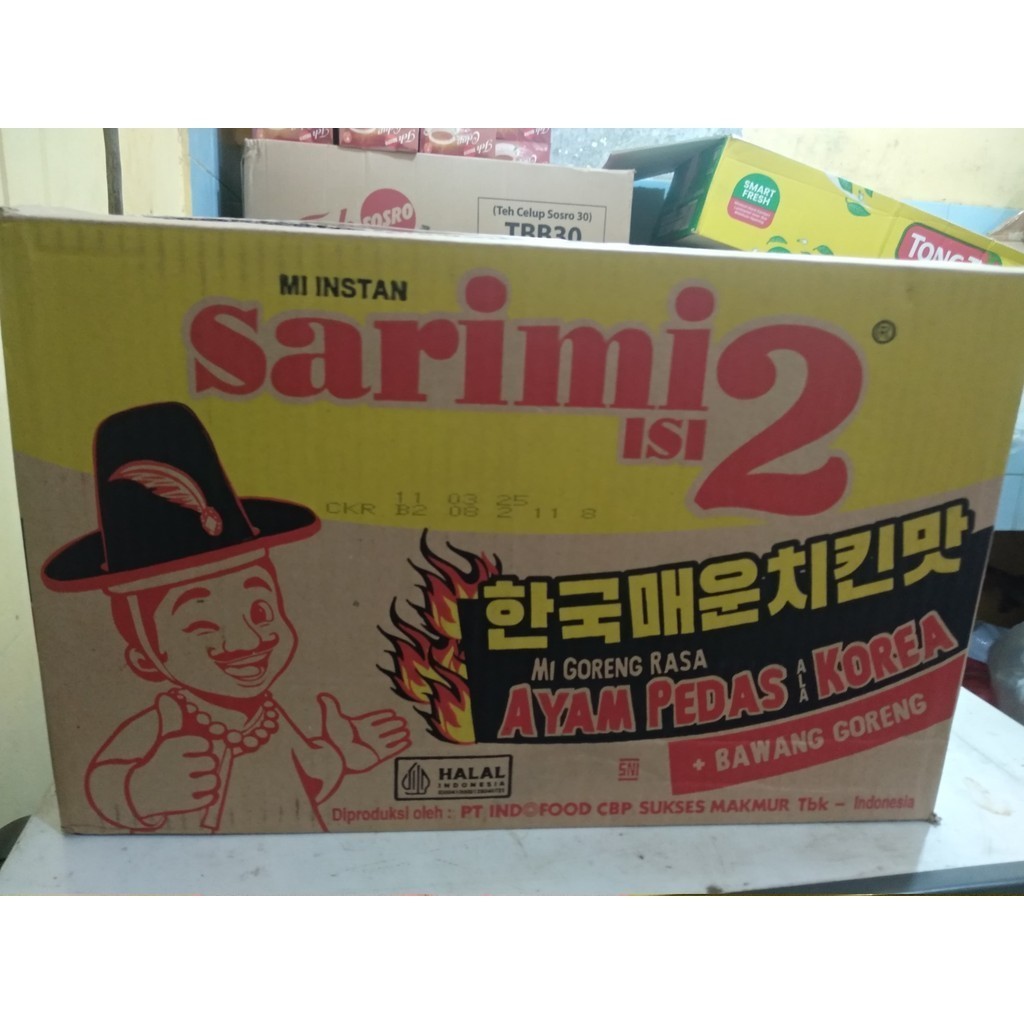 SOSRO
(Teh Celup Sosro 30)
TBB30
SMART
FRESH
MI INSTAN
sarimi
ISI 2
®
11 03 25
CKR B2 08 2 11 8
한국매운치킨맛
MI GORENG RASA
AYAM PEDAS ALA KOREA
+ BAWANG GORENG
HALAL
INDONESIA
SNI
Diproduksi oleh : PT INDOFOOD CBP SUKSES MAKMUR Tbk – Indonesia